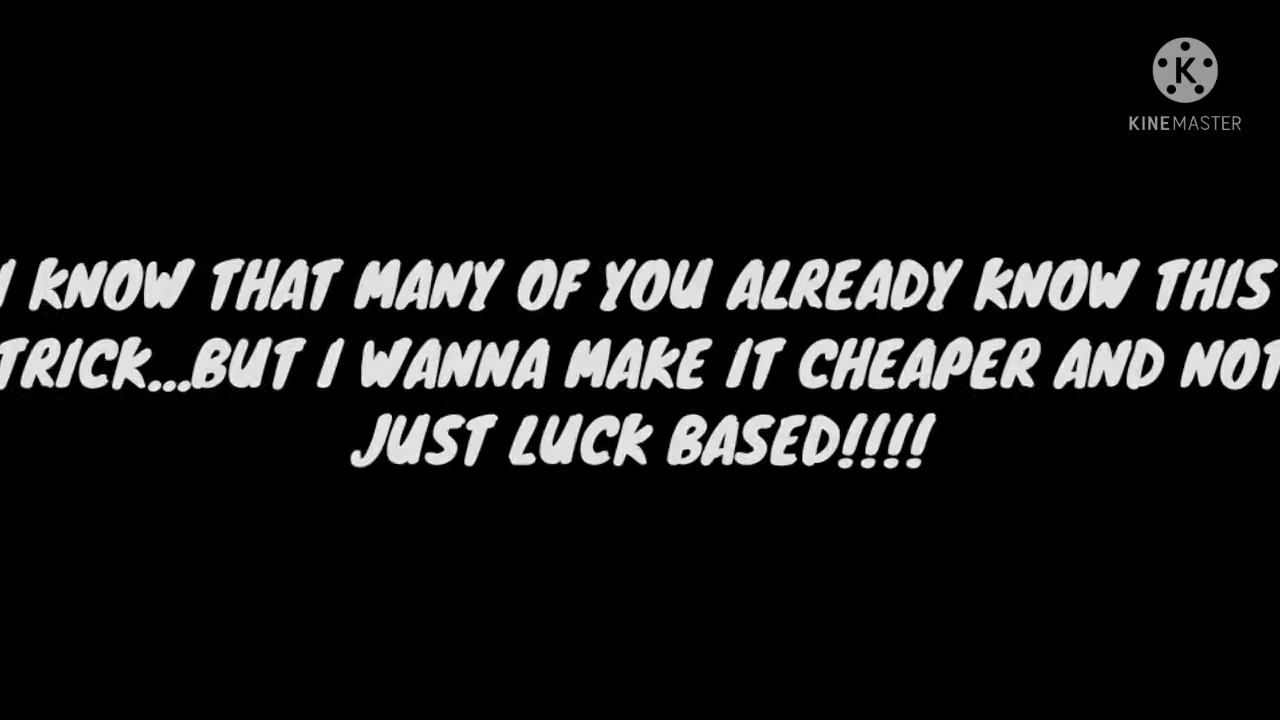 K
KINEMASTER
I KNOW THAT MANY OF YOU ALREADY KNOW THIS
TRICK...BUT I WANNA MAKE IT CHEAPER AND NOT
JUST LUCK BASED!!!!